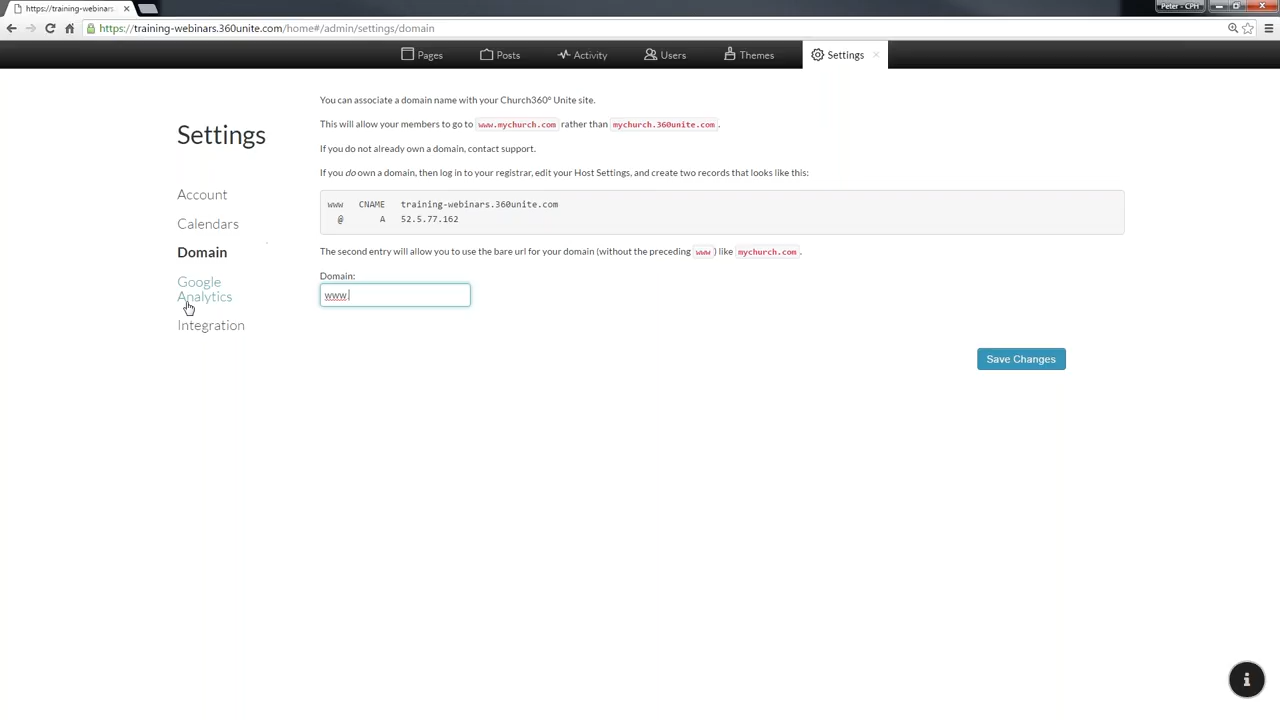 https://training-webinars.
Peter - CPH
https://training-webinars.360unite.com/home#/admin/settings/domain
Pages
Posts
Activity
Users
Themes
Settings
Settings
Account
Calendars
Domain
Google
Analytics
Integration
You can associate a domain name with your Church360° Unite site.
This will allow your members to go to www.mychurch.com rather than mychurch.360unite.com.
If you do not already own a domain, contact support.
If you do own a domain, then log in to your registrar, edit your Host Settings, and create two records that looks like this:
www CNAME training-webinars.360unite.com
@ A 52.5.77.162
The second entry will allow you to use the bare url for your domain (without the preceding www) like mychurch.com.
Domain:
www.
Save Changes
i